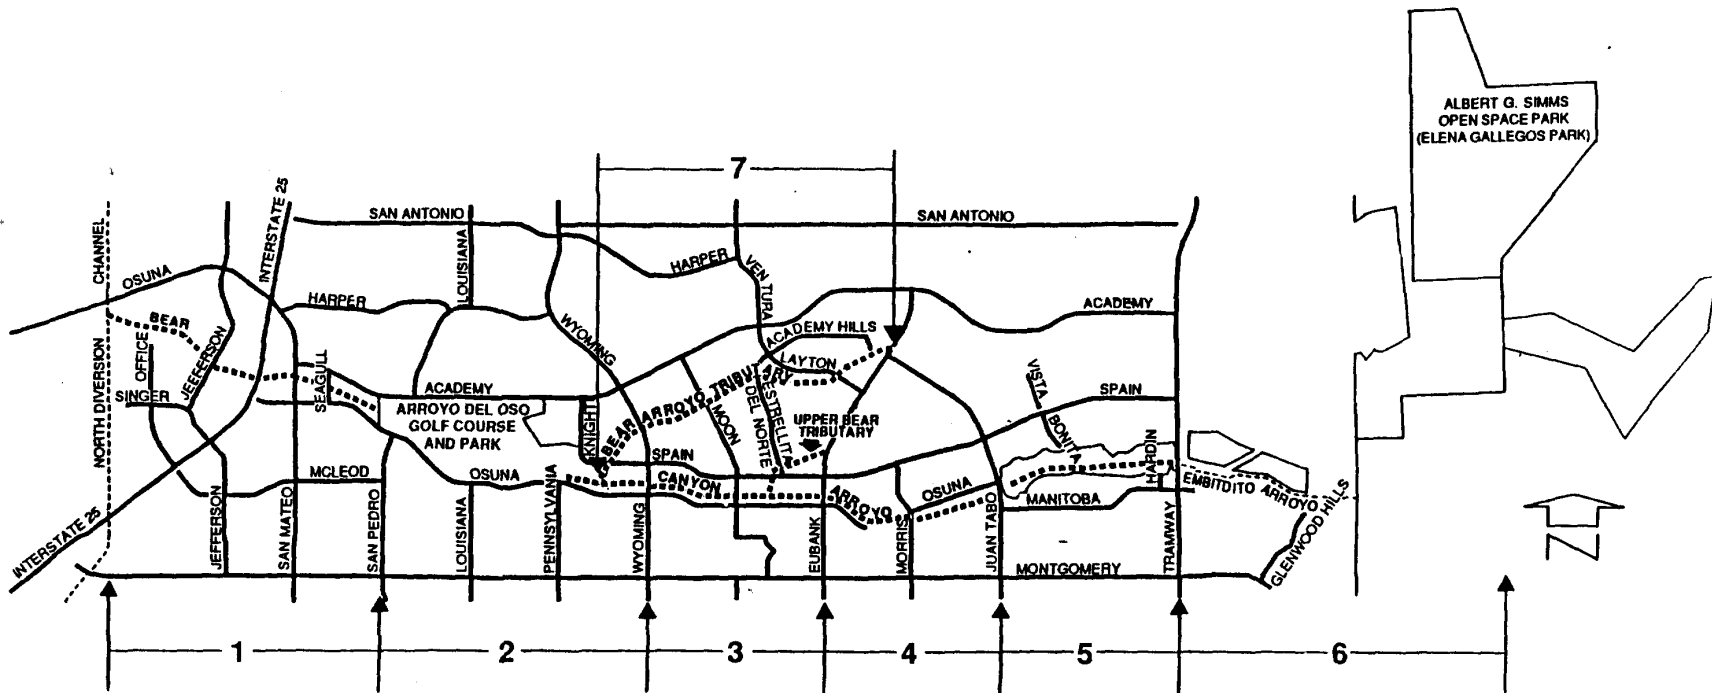 ALBERT G. SIMMS
OPEN SPACE PARK
(ELENA GALLEGOS PARK)
7
SAN ANTONIO
SAN ANTONIO
INTERSTATE 25
CHANNEL
OSUNA
LOUISIANA
HARPER
VENTURA
HARPER
ACADEMY
BEAR
OFFICE
JEFFERSON
WYOMING
ACADEMY HILLS
LAYTON
SEAGULL
SINGER
ACADEMY
ARROYO DEL OSO
GOLF COURSE
AND PARK
KNIGHT
BEAR ARROYO TRIBUTARY
MOON
ESTRELLITA
DEL NORTE
UPPER BEAR
TRIBUTARY
VISTA
BONITA
SPAIN
HARDIN
NORTH DIVERSION
MCLEOD
OSUNA
SPAIN
CANYON
ARROYO
OSUNA
MANITOBA
EMBITDITO ARROYO
GLENWOOD HILLS
INTERSTATE 25
JEFFERSON
SAN MATEO
SAN PEDRO
LOUISIANA
PENNSYLVANIA
WYOMING
EUBANK
MORRIS
JUAN TABO
TRAMWAY
MONTGOMERY
N
1
2
3
4
5
6